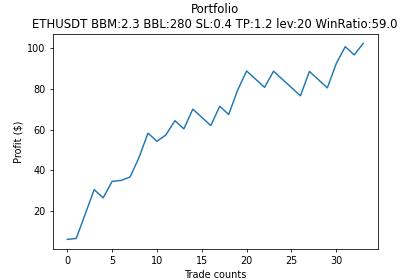 Portfolio
ETHUSDT BBM:2.3 BBL:280 SL:0.4 TP:1.2 lev:20 WinRatio:59.0
100
80
60
40
20
Profit ($)
0 5 10 15 20 25 30
Trade counts